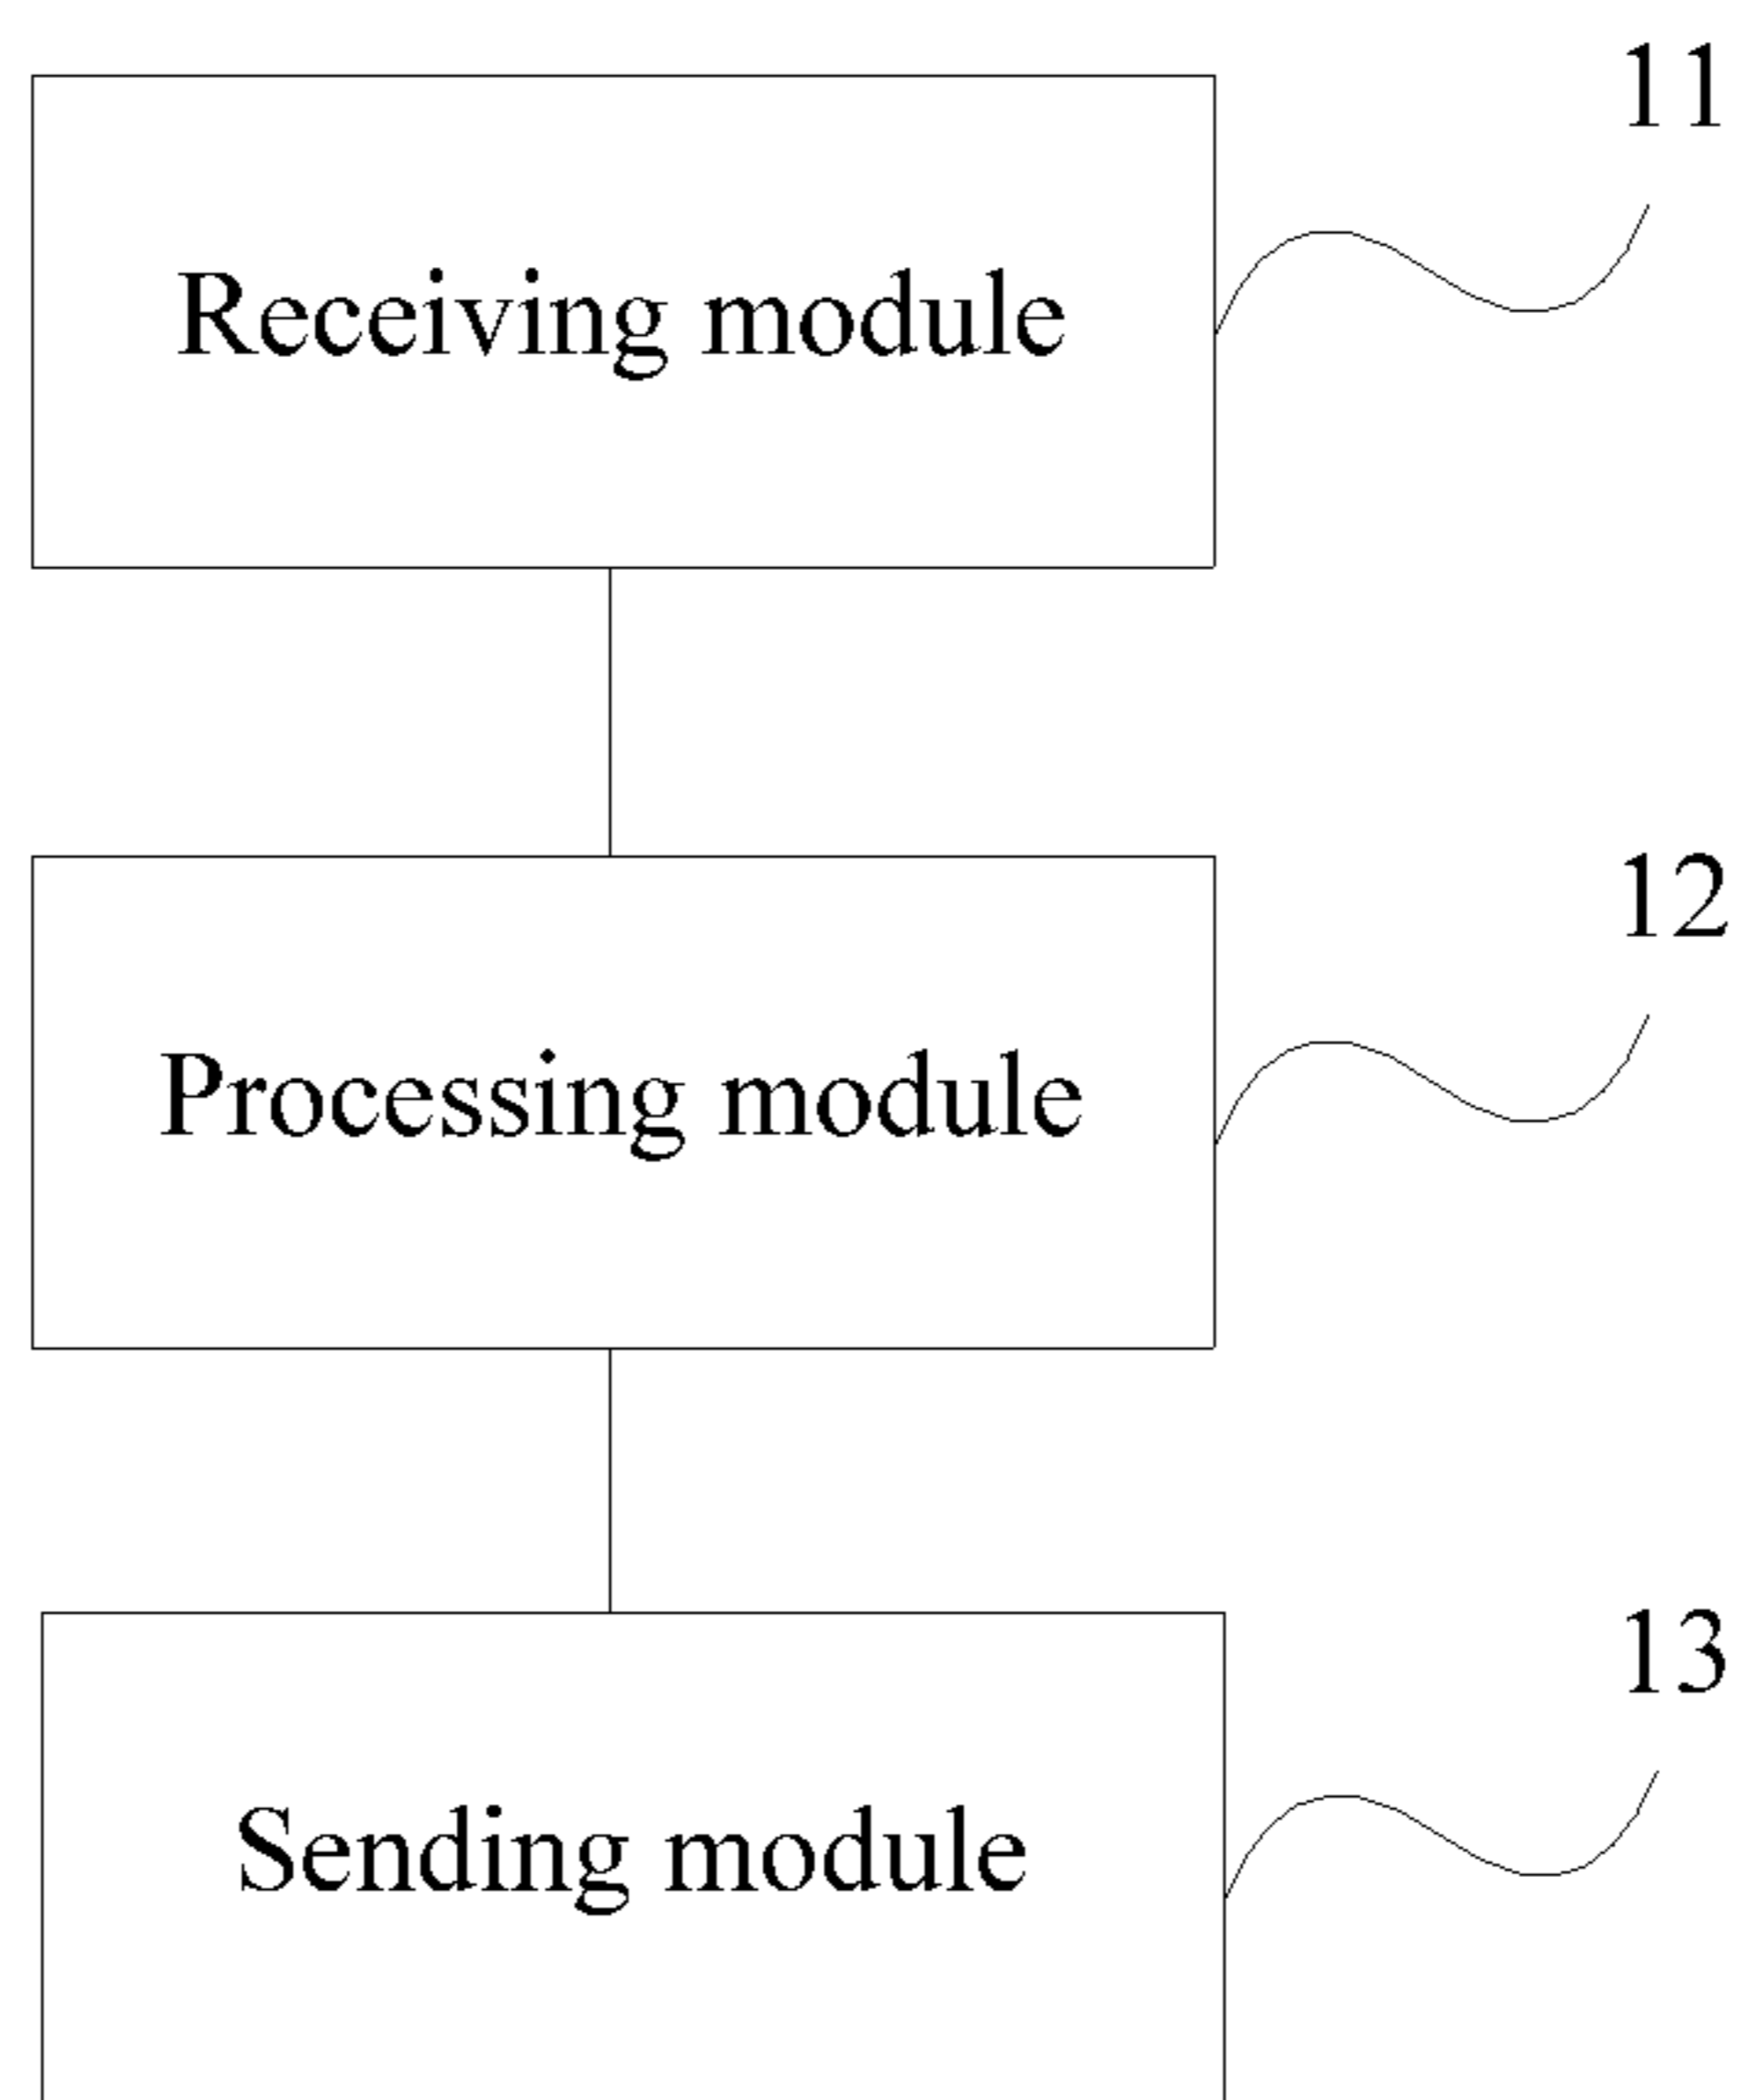 11
Receiving module
12
Processing module
13
Sending module